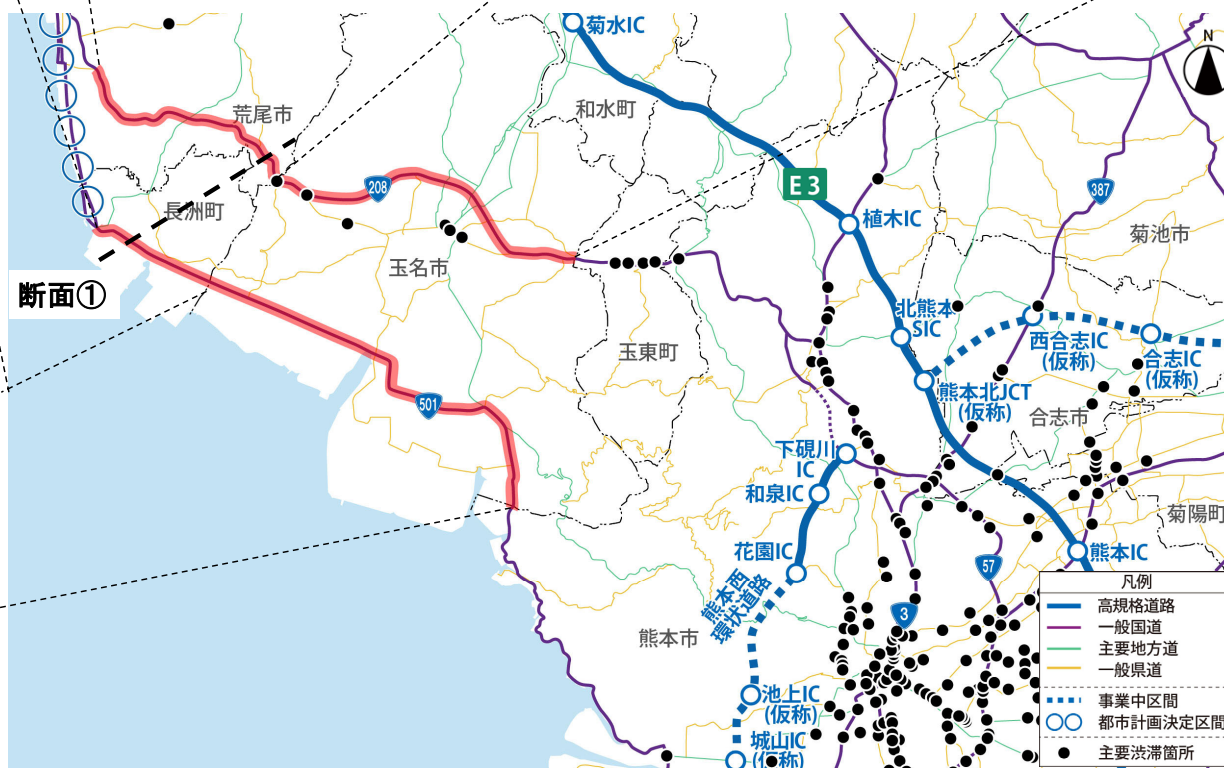 菊水IC
N
荒尾市
和水町
E3
208
387
長洲町
植木IC
菊池市
玉名市
断面①
北熊本
SIC
玉東町
西合志IC
(仮称)
合志IC
(仮称)
熊本北JCT
(仮称)
501
合志市
下硯川
IC
和泉IC
菊陽町
花園IC
熊本IC
57
熊本西
環状道路
3
熊本市
池上IC
(仮称)
城山IC
(仮称)
凡例
高規格道路
一般国道
主要地方道
一般県道
事業中区間
都市計画決定区間
主要渋滞箇所